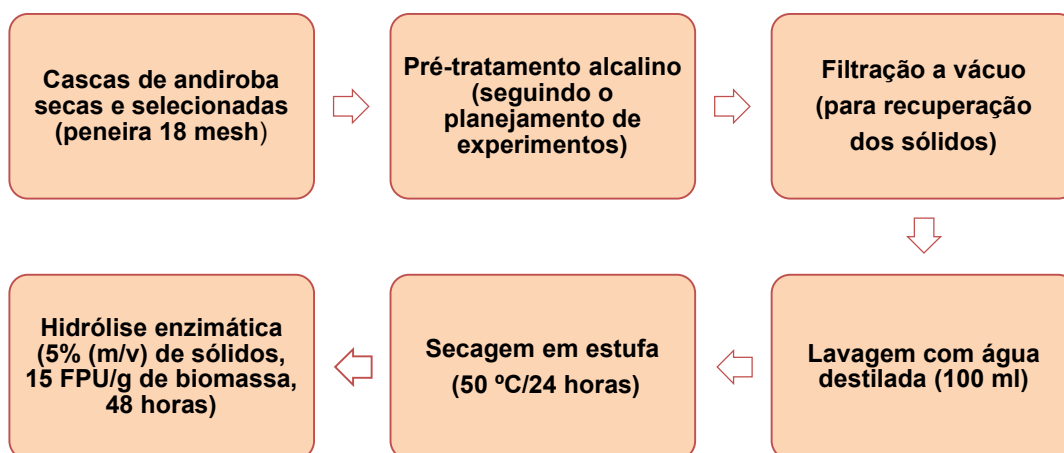 Cascas de andiroba
secas e selecionadas
(peneira 18 mesh)
Pré-tratamento alcalino
(seguindo o
planejamento de
experimentos)
Filtração a vácuo
(para recuperação
dos sólidos)
Lavagem com água
destilada (100 ml)
Secagem em estufa
(50 ºC/24 horas)
Hidrólise enzimática
(5% (m/v) de sólidos,
15 FPU/g de biomassa,
48 horas)